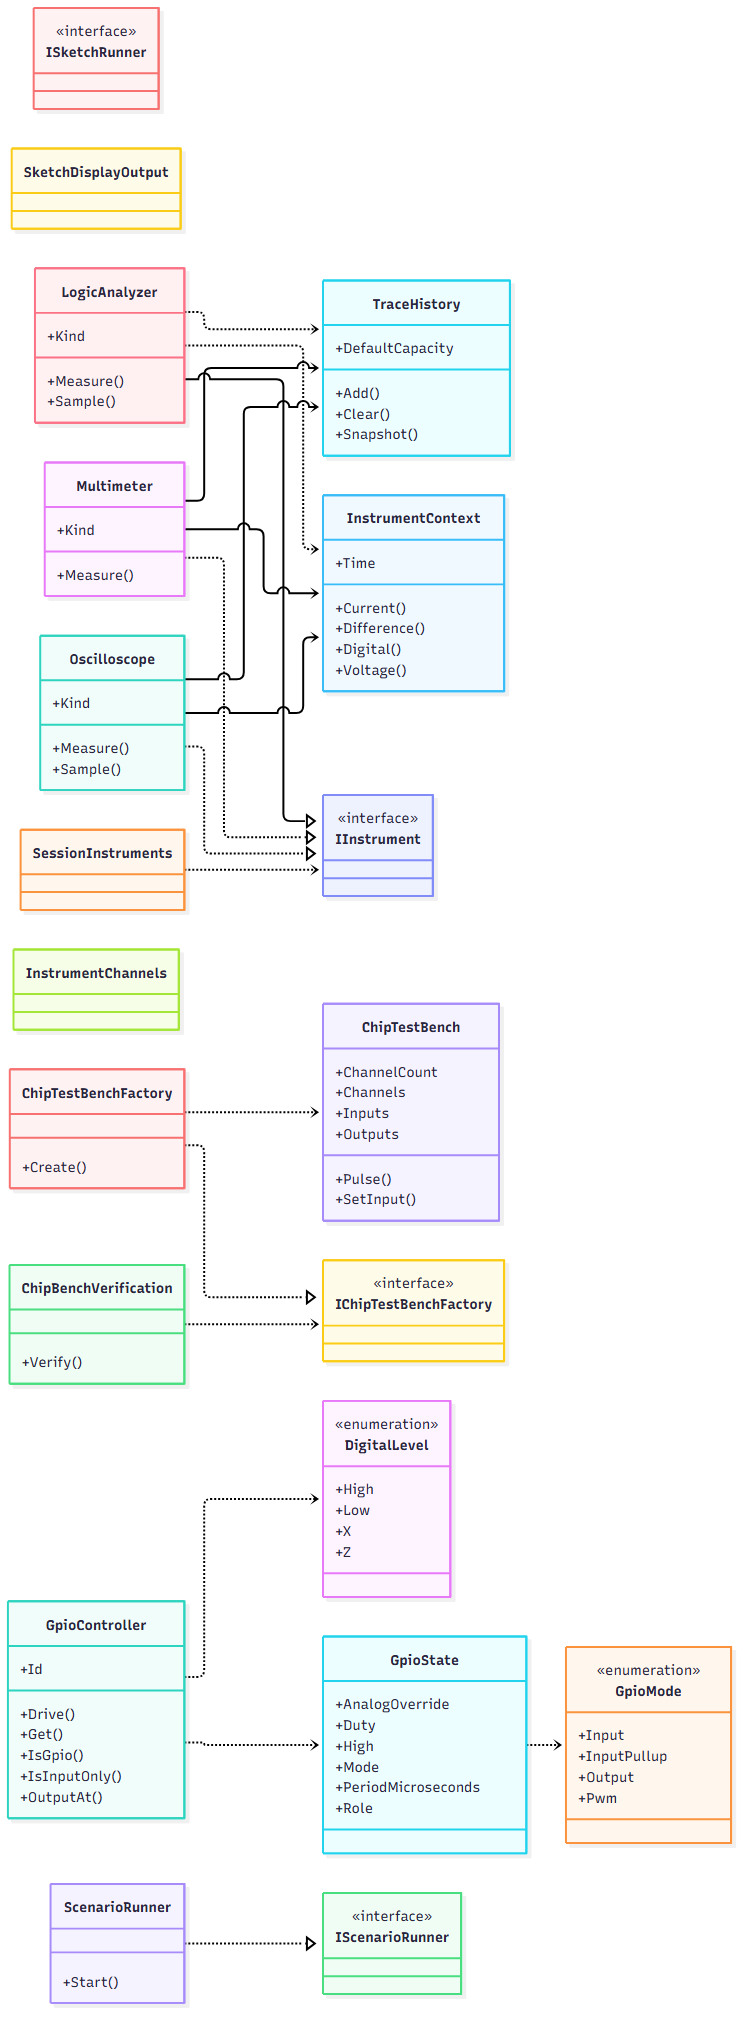 «interface»
ISketchRunner
SketchDisplayOutput
LogicAnalyzer
+Kind
+Measure()
+Sample()
TraceHistory
+DefaultCapacity
+Add()
+Clear()
+Snapshot()
Multimeter
+Kind
+Measure()
InstrumentContext
+Time
+Current()
+Difference()
+Digital()
+Voltage()
Oscilloscope
+Kind
+Measure()
+Sample()
«interface»
IInstrument
SessionInstruments
InstrumentChannels
ChipTestBench
+ChannelCount
+Channels
+Inputs
+Outputs
+Pulse()
+SetInput()
ChipTestBenchFactory
+Create()
ChipBenchVerification
+Verify()
«interface»
IChipTestBenchFactory
«enumeration»
DigitalLevel
+High
+Low
+X
+Z
GpioController
+Id
+Drive()
+Get()
+IsGpio()
+IsInputOnly()
+OutputAt()
GpioState
+AnalogOverride
+Duty
+High
+Mode
+PeriodMicroseconds
+Role
«enumeration»
GpioMode
+Input
+InputPullup
+Output
+Pwm
ScenarioRunner
+Start()
«interface»
IScenarioRunner